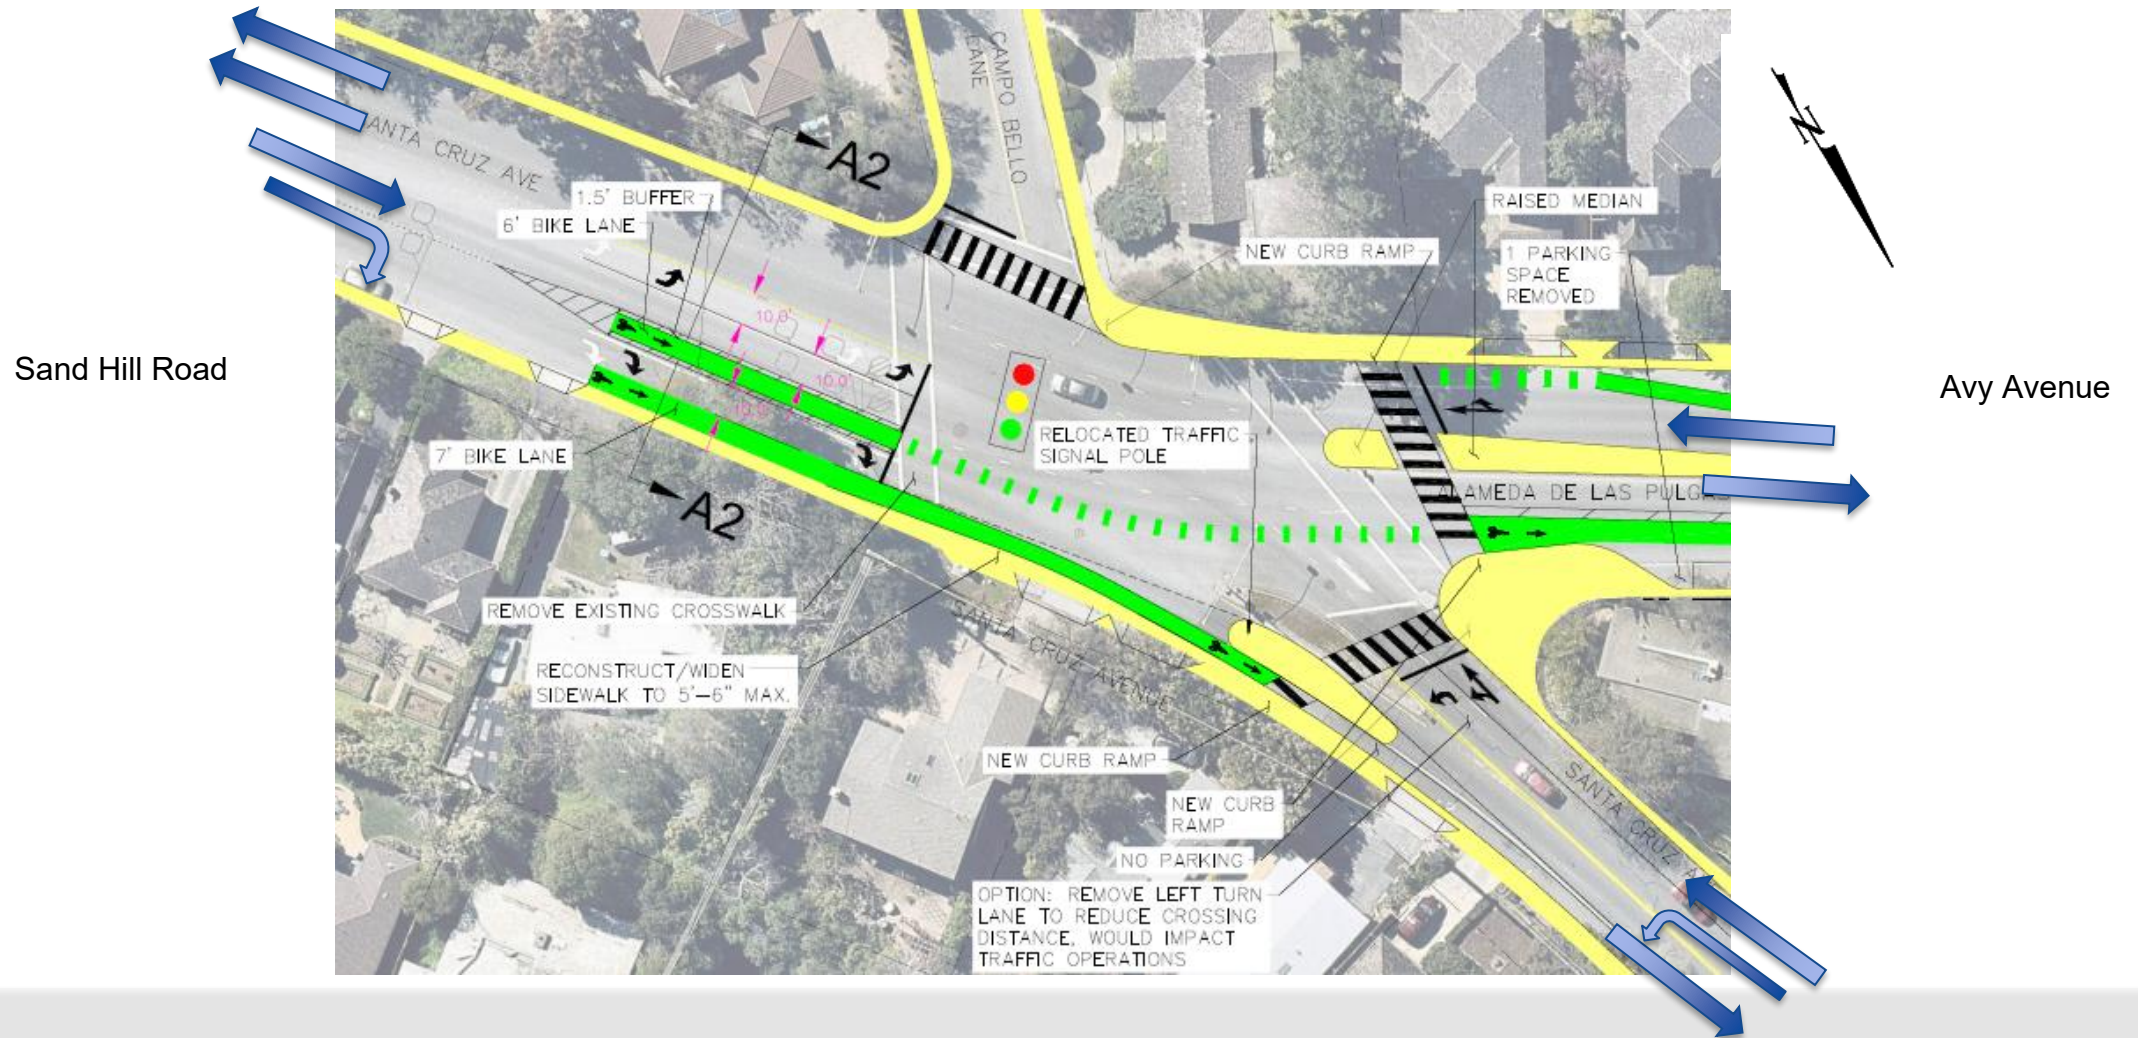 CAMPO BELLO
LANE
SANTA CRUZ AVE
A2
1.5' BUFFER
6' BIKE LANE
RAISED MEDIAN
N
NEW CURB RAMP
1 PARKING
SPACE
REMOVED
10.0'
Sand Hill Road
10.0'
Avy Avenue
RELOCATED TRAFFIC
SIGNAL POLE
7' BIKE LANE
A2
ALAMEDA DE LAS PULGAS
REMOVE EXISTING CROSSWALK
SANTA CRUZ AVENUE
RECONSTRUCT/WIDEN
SIDEWALK TO 5'-6" MAX.
NEW CURB RAMP
SANTA CRUZ A
NEW CURB
RAMP
NO PARKING
OPTION: REMOVE LEFT TURN
LANE TO REDUCE CROSSING
DISTANCE, WOULD IMPACT
TRAFFIC OPERATIONS